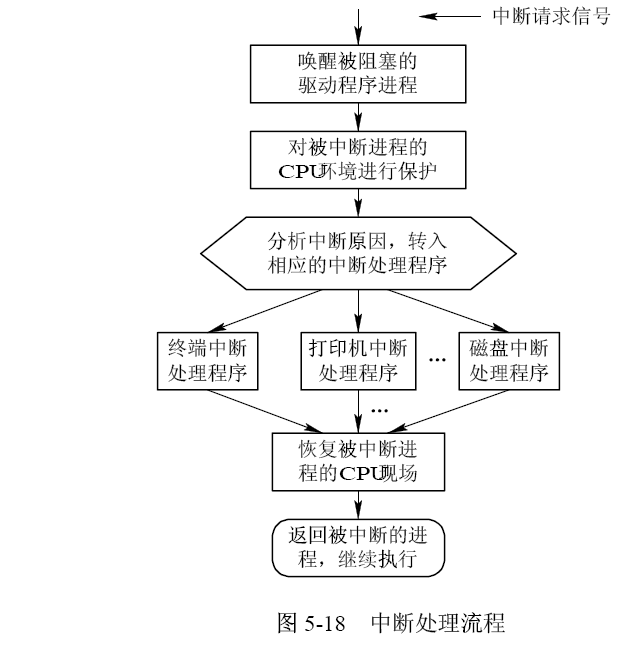 中断请求信号
唤醒被阻塞的
驱动程序进程
对被中断进程的
CPU环境进行保护
分析中断原因，转入
相应的中断处理程序
终端中断
处理程序
打印机中断
处理程序
…
磁盘中断
处理程序
…
恢复被中断进
程的CPU现场
返回被中断的进
程，继续执行
图 5-18 中断处理流程